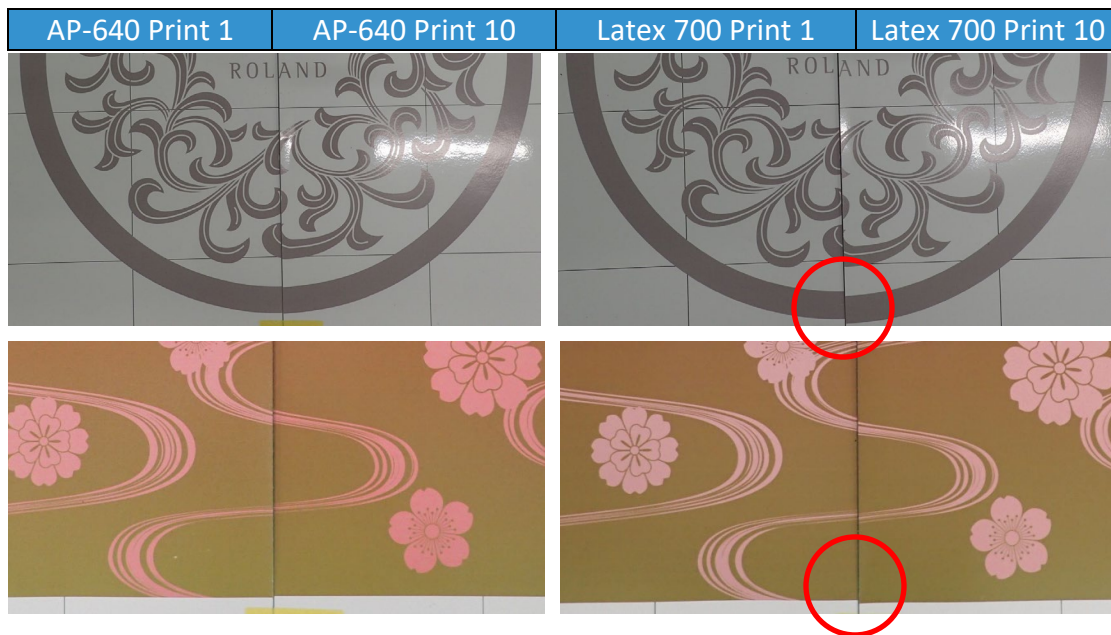 AP-640 Print 1
AP-640 Print 10
Latex 700 Print 1
Latex 700 Print 10
ROLAND
ROLAND